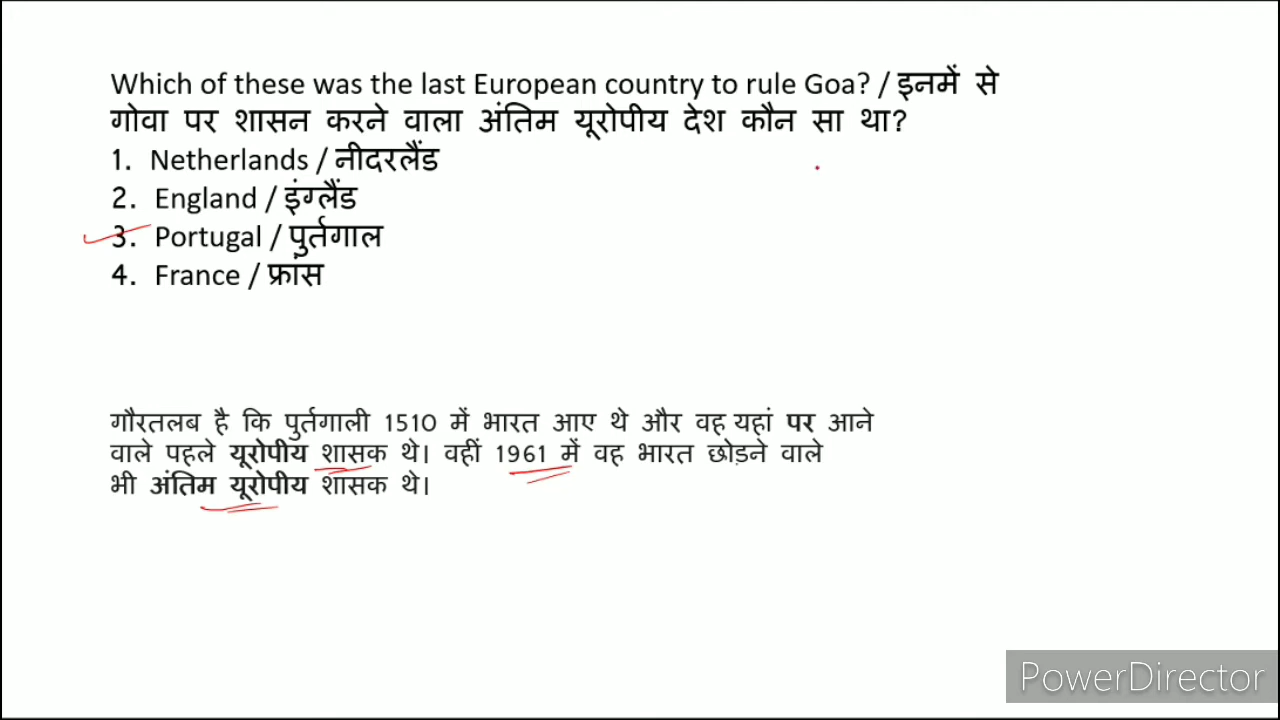 Which of these was the last European country to rule Goa? / इनमें से
गोवा पर शासन करने वाला अंतिम यूरोपीय देश कौन सा था?
1. Netherlands / नीदरलैंड
2. England / इंग्लैंड
3. Portugal / पुर्तगाल
4. France / फ्रांस
गौरतलब है कि पुर्तगाली 1510 में भारत आए थे और वह यहां पर आने
वाले पहले यूरोपीय शासक थे। वहीं 1961 में वह भारत छोड़ने वाले
भी अंतिम यूरोपीय शासक थे।
PowerDirector